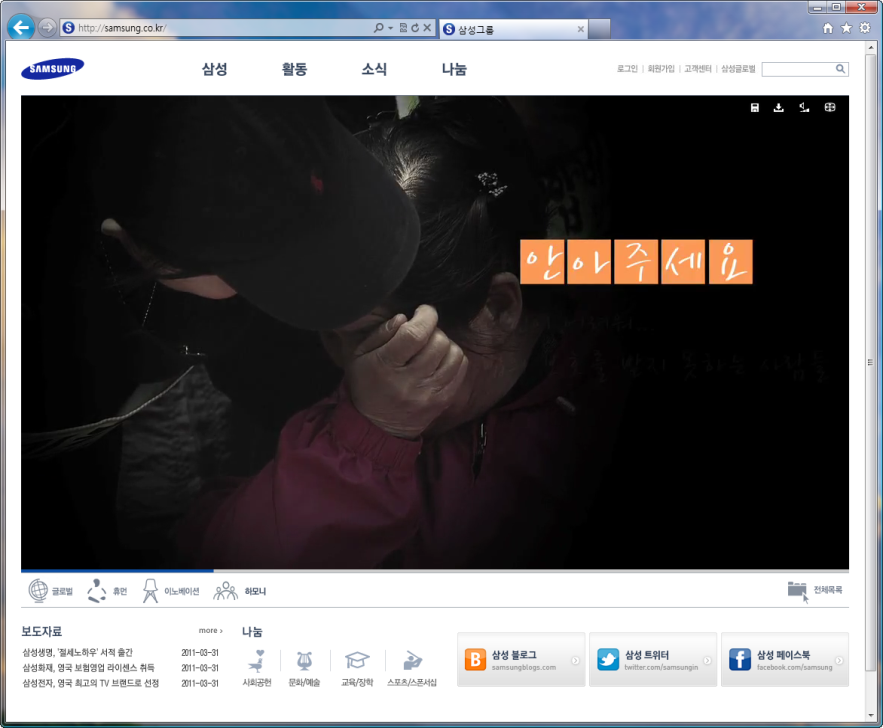 http://samsung.co.kr/
삼성그룹
SAMSUNG
삼성 활동 소식 나눔
로그인 | 회원가입 | 고객센터 | 삼성글로벌
안아주세요
받지 못하는 사람들
글로벌 휴먼 이노베이션 하모니
전체목록
보도자료 more ›
삼성생명, '절세노하우' 서적 출간 2011-03-31
삼성화재, 영국 보험영업 라이센스 취득 2011-03-31
삼성전자, 영국 최고의 TV 브랜드로 선정 2011-03-31
나눔
사회공헌 문화/예술 교육/장학 스포츠/스폰서십
삼성 블로그
samsungblogs.com
삼성 트위터
twitter.com/samsungin
삼성 페이스북
facebook.com/samsung